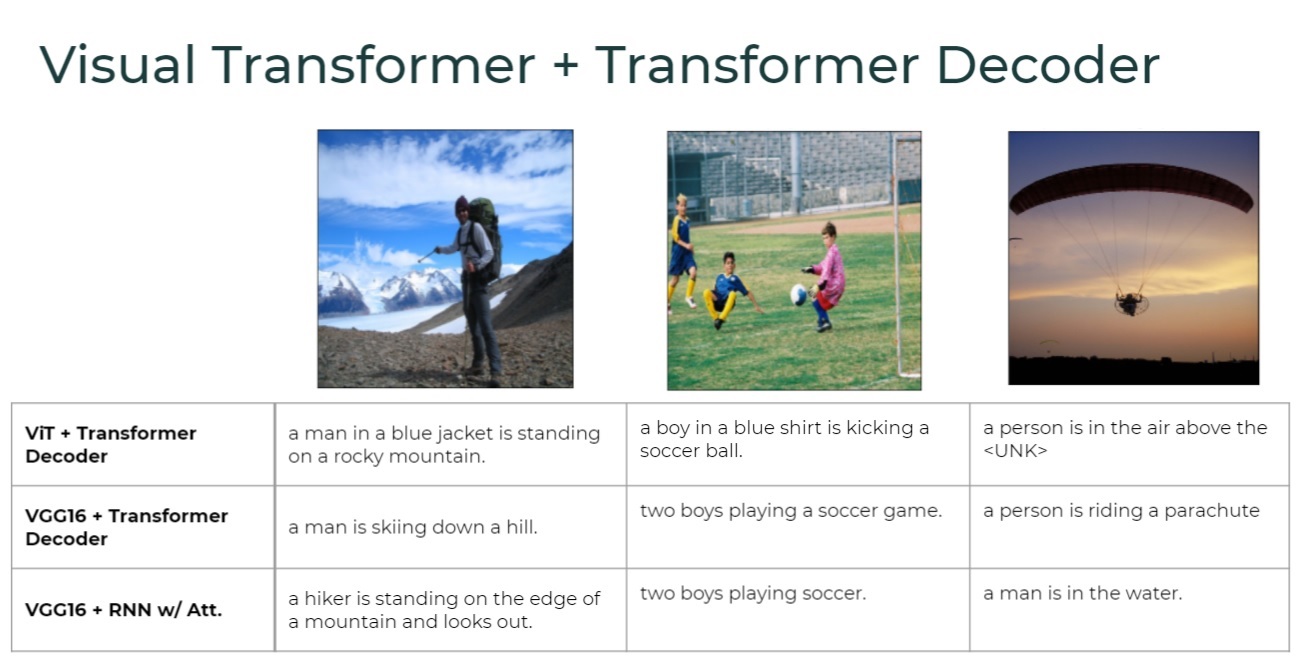 Visual Transformer + Transformer Decoder
ViT + Transformer
Decoder
a man in a blue jacket is standing
on a rocky mountain.
a boy in a blue shirt is kicking a
soccer ball.
a person is in the air above the
<UNK>
VGG16 + Transformer
Decoder
a man is skiing down a hill.
two boys playing a soccer game.
a person is riding a parachute
VGG16 + RNN w/ Att.
a hiker is standing on the edge of
a mountain and looks out.
two boys playing soccer.
a man is in the water.